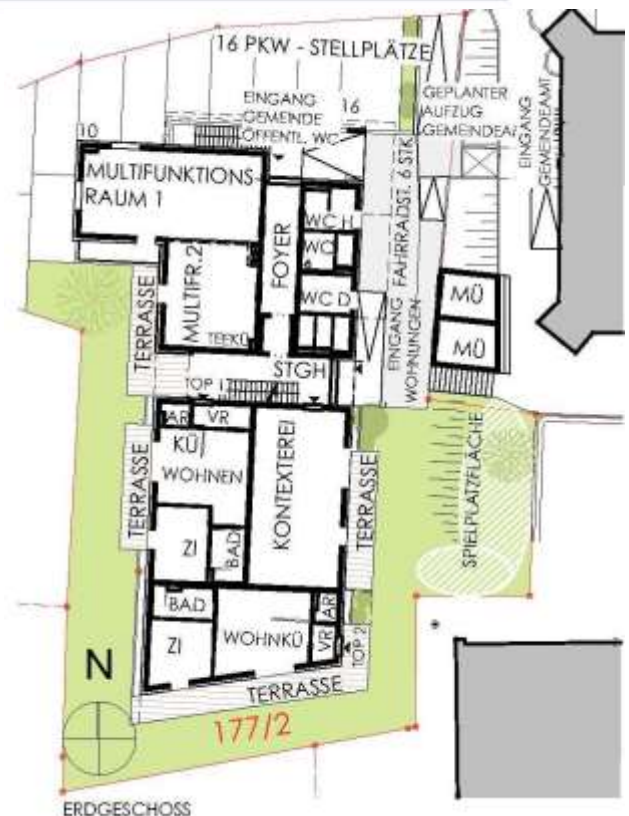 16 PKW - STELLPLÄTZE
EINGANG
GEMEINDE
ÖFFENTL. WC
16
10
GEPLANTER
AUFZUG
GEMEINDEA
EINGANG
GEMEINDEAMT
MULTIFUNKTIONS-
RAUM 1
MULTIFR.2
TEEKÜ
FOYER
WC H
WC
WC D
FAHRRADST. 6 STK
EINGANG
WOHNUNGEN
MÜ
MÜ
TERRASSE
STGH
TOP 1
AR
VR
KÜ
WOHNEN
TERRASSE
ZI
BAD
KONTEXTEREI
TERRASSE
SPIELPLATZFLÄCHE
BAD
ZI
WOHNKÜ
AR
VR
TOP 2
TERRASSE
N
177/2
ERDGESCHOSS